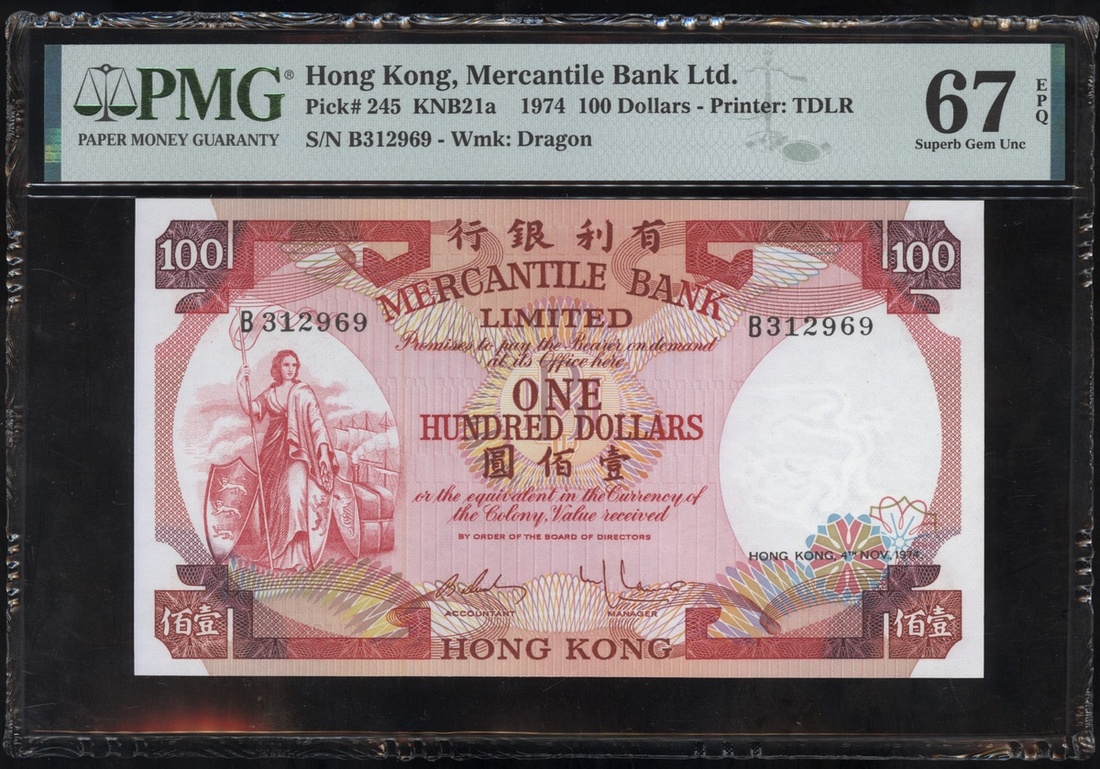 PMG®
PAPER MONEY GUARANTY
Hong Kong, Mercantile Bank Ltd.
Pick# 245 KNB21a 1974 100 Dollars - Printer: TDLR
S/N B312969 - Wmk: Dragon
67
EPQ
Superb Gem Unc
行銀利有
100
100
MERCANTILE BANK
LIMITED
B312969
B312969
Promises to pay the Bearer on demand
at its Office here
ONE
HUNDRED DOLLARS
圓佰壹
or the equivalent in the Currency of
the Colony, Value received
BY ORDER OF THE BOARD OF DIRECTORS
HONG KONG, 4TH NOV. 1974.
ACCOUNTANT
MANAGER
佰壹
佰壹
HONG KONG